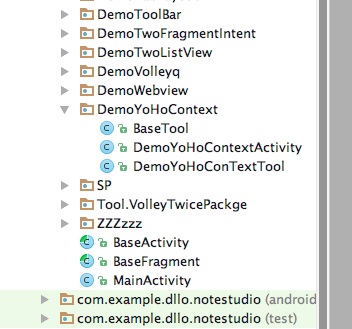 DemoToolBar
DemoTwoFragmentIntent
DemoTwoListView
DemoVolleyq
DemoWebview
DemoYoHoContext
BaseTool
DemoYoHoContextActivity
DemoYoHoConTextTool
SP
Tool.VolleyTwicePackge
ZZZzzz
BaseActivity
BaseFragment
MainActivity
com.example.dllo.notestudio (android
com.example.dllo.notestudio (test)